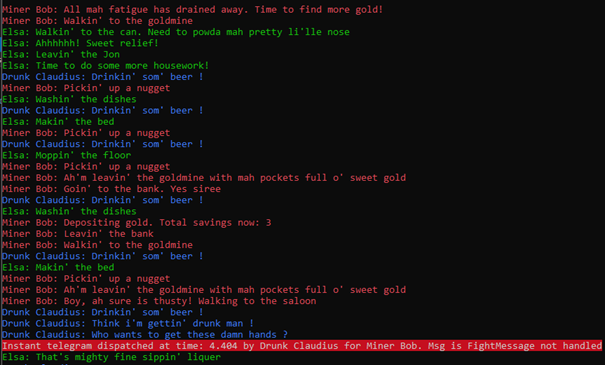 Miner Bob: All mah fatigue has drained away. Time to find more gold!
Miner Bob: Walkin' to the goldmine
Elsa: Walkin' to the can. Need to powda mah pretty li'lle nose
Elsa: Ahhhhhh! Sweet relief!
Elsa: Leavin' the Jon
Elsa: Time to do some more housework!
Drunk Claudius: Drinkin' som' beer !
Miner Bob: Pickin' up a nugget
Elsa: Washin' the dishes
Drunk Claudius: Drinkin' som' beer !
Elsa: Makin' the bed
Miner Bob: Pickin' up a nugget
Drunk Claudius: Drinkin' som' beer !
Elsa: Moppin' the floor
Miner Bob: Pickin' up a nugget
Miner Bob: Ah'm leavin' the goldmine with mah pockets full o' sweet gold
Miner Bob: Goin' to the bank. Yes siree
Drunk Claudius: Drinkin' som' beer !
Elsa: Washin' the dishes
Miner Bob: Depositing gold. Total savings now: 3
Miner Bob: Leavin' the bank
Miner Bob: Walkin' to the goldmine
Drunk Claudius: Drinkin' som' beer !
Elsa: Makin' the bed
Miner Bob: Pickin' up a nugget
Miner Bob: Ah'm leavin' the goldmine with mah pockets full o' sweet gold
Miner Bob: Boy, ah sure is thusty! Walking to the saloon
Drunk Claudius: Drinkin' som' beer !
Drunk Claudius: Think i'm gettin' drunk man !
Drunk Claudius: Who wants to get these damn hands ?
Instant telegram dispatched at time: 4.404 by Drunk Claudius for Miner Bob. Msg is FightMessage not handled
Elsa: That's mighty fine sippin' liquer